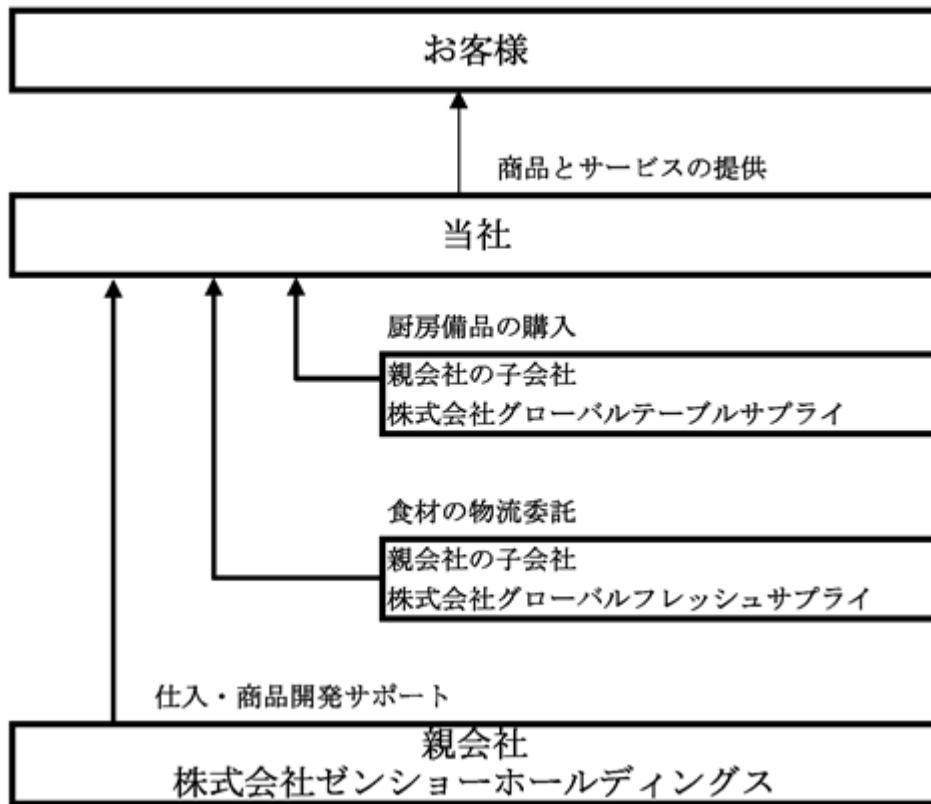 お客様
商品とサービスの提供
当社
厨房備品の購入
親会社の子会社
株式会社グローバルテーブルサプライ
食材の物流委託
親会社の子会社
株式会社グローバルフレッシュサプライ
仕入・商品開発サポート
親会社
株式会社ゼンショーホールディングス